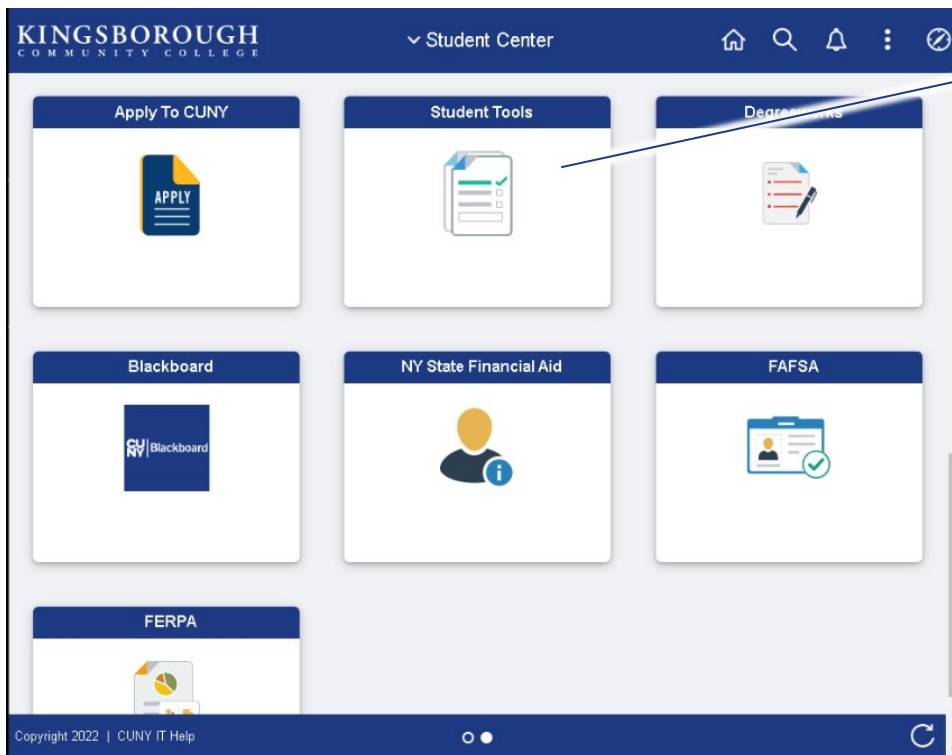 KINGSBOROUGH
COMMUNITY COLLEGE
Student Center
Apply To CUNY
Student Tools
Degreeworks
APPLY
Blackboard
NY State Financial Aid
FAFSA
CUNY Blackboard
i
FERPA
Copyright 2022 | CUNY IT Help